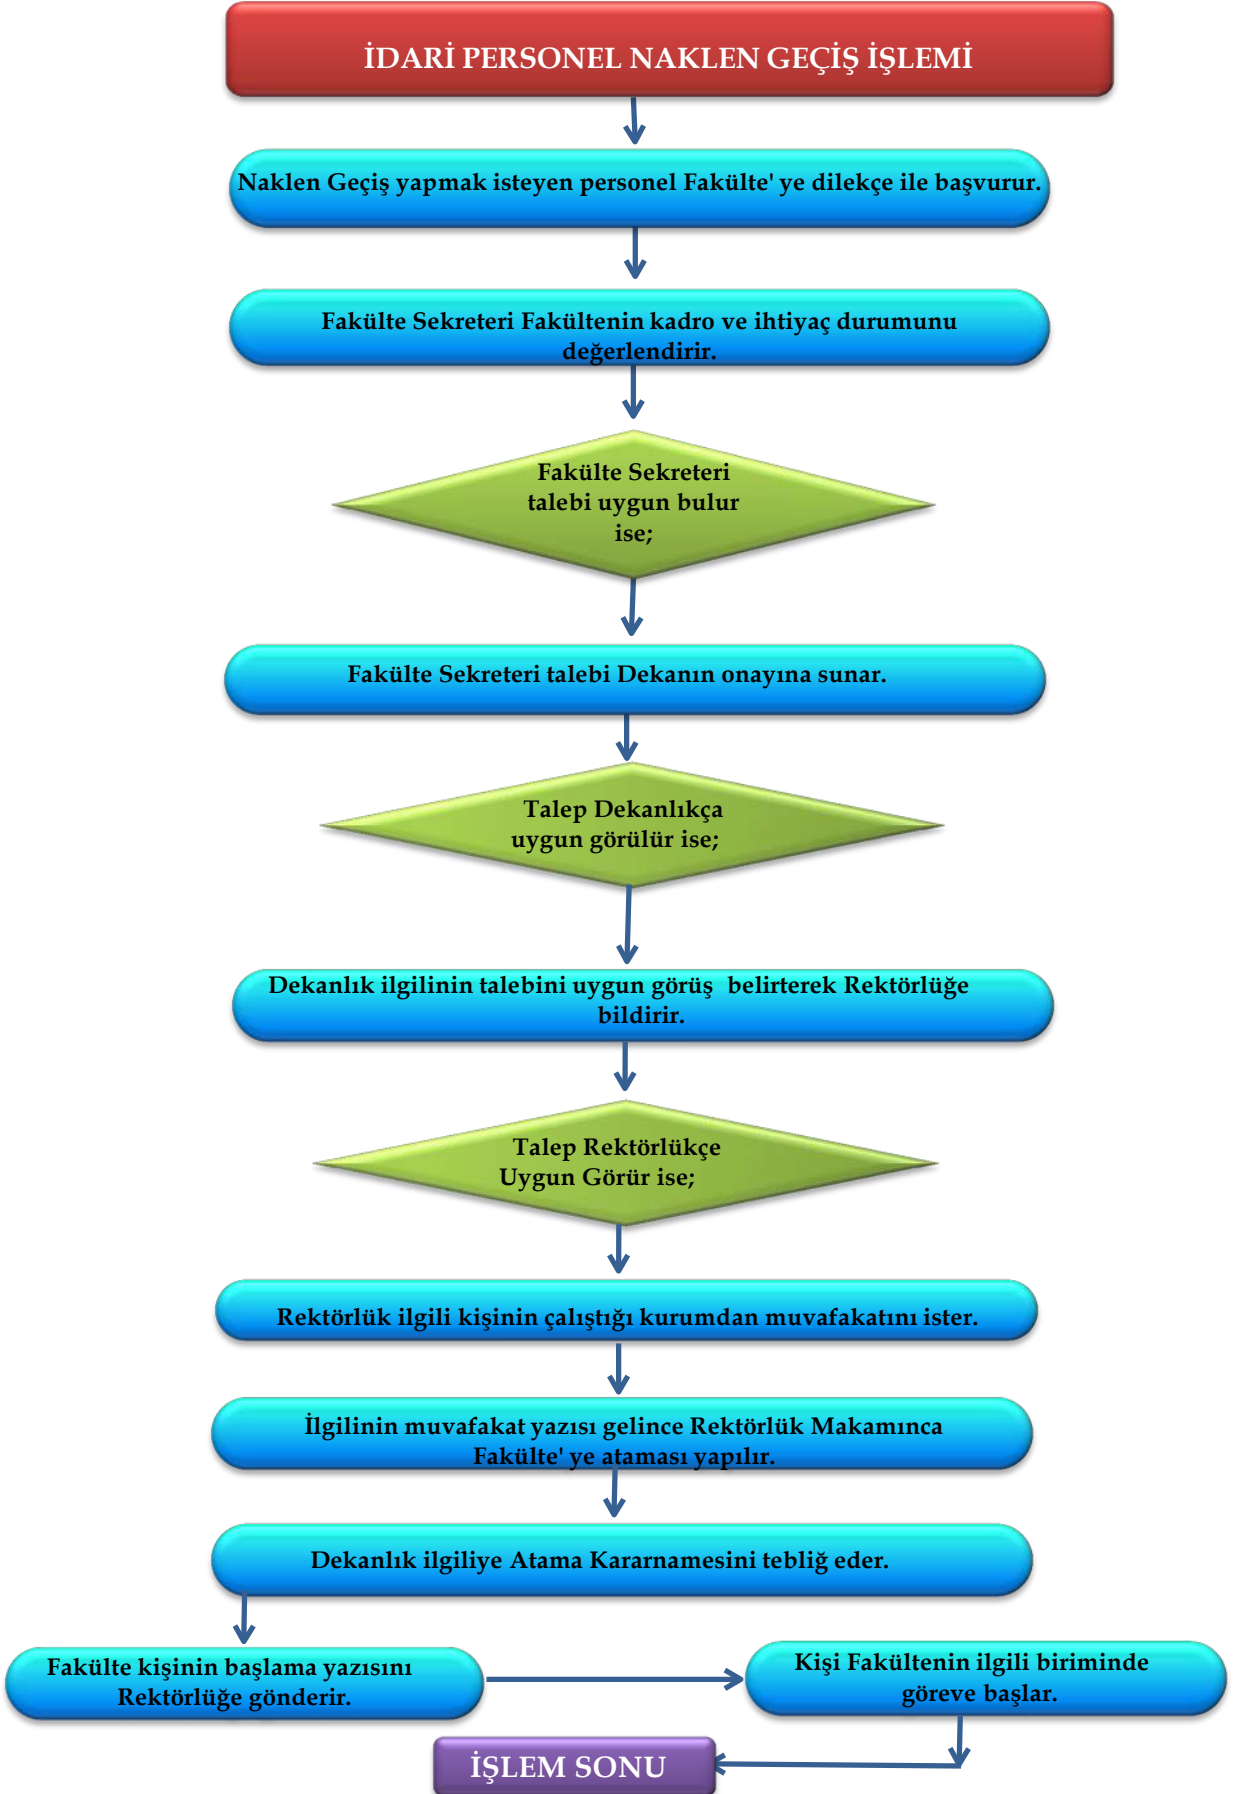 İDARİ PERSONEL NAKLEN GEÇİŞ İŞLEMİ
Naklen Geçiş yapmak isteyen personel Fakülte' ye dilekçe ile başvurur.
Fakülte Sekreteri Fakültenin kadro ve ihtiyaç durumunu
değerlendirir.
Fakülte Sekreteri
talebi uygun bulur
ise;
Fakülte Sekreteri talebi Dekanın onayına sunar.
Talep Dekanlıkça
uygun görülür ise;
Dekanlık ilgilinin talebini uygun görüş  belirterek Rektörlüğe
bildirir.
Talep Rektörlükçe
Uygun Görür ise;
Rektörlük ilgili kişinin çalıştığı kurumdan muvafakatını ister.
İlgilinin muvafakat yazısı gelince Rektörlük Makamınca
Fakülte' ye ataması yapılır.
Dekanlık ilgiliye Atama Kararnamesini tebliğ eder.
Fakülte kişinin başlama yazısını
Rektörlüğe gönderir.
Kişi Fakültenin ilgili biriminde
göreve başlar.
İŞLEM SONU